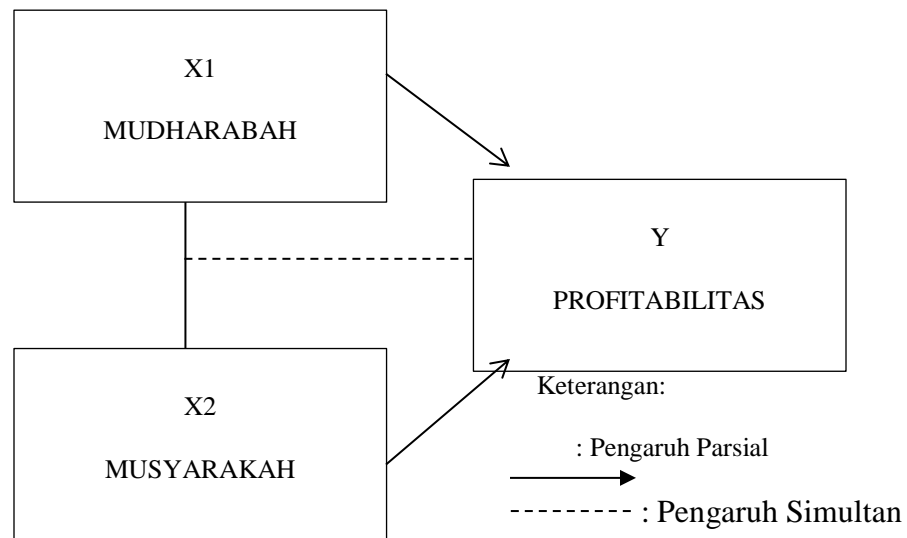 X1
MUDHARABAH
Y
PROFITABILITAS
X2
MUSYARAKAH
Keterangan:
: Pengaruh Parsial
: Pengaruh Simultan